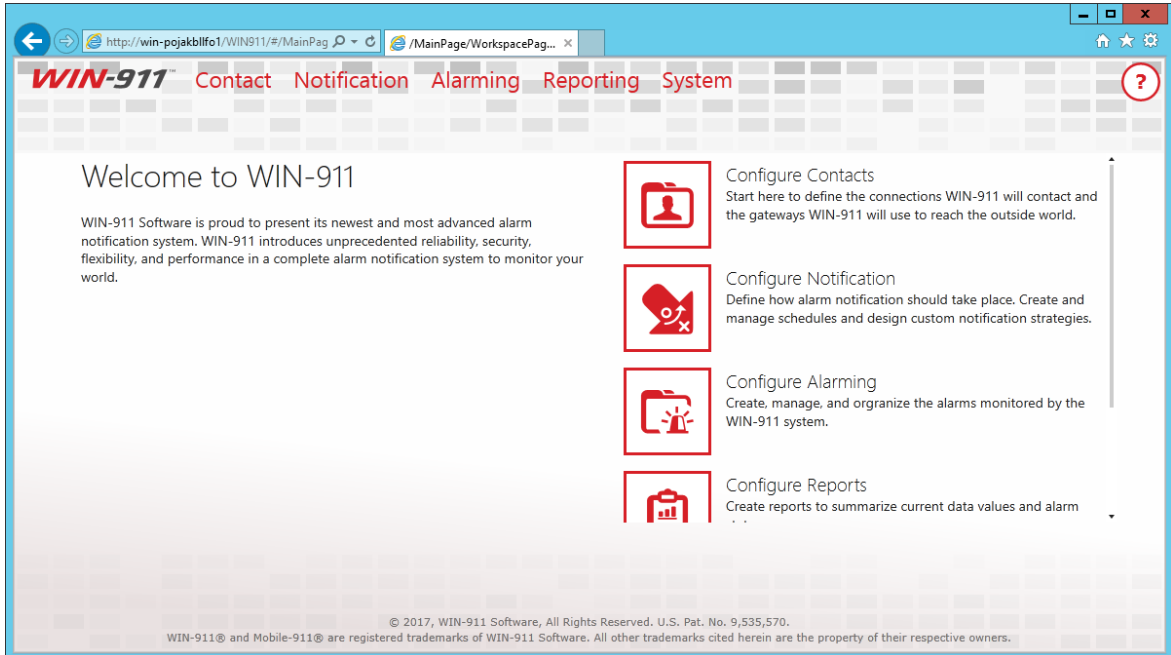 http://win-pojakbllfo1/WIN911/#/MainPag
/MainPage/WorkspacePag...
WIN-911™ Contact Notification Alarming Reporting System
?
Welcome to WIN-911
WIN-911 Software is proud to present its newest and most advanced alarm
notification system. WIN-911 introduces unprecedented reliability, security,
flexibility, and performance in a complete alarm notification system to monitor your
world.
Configure Contacts
Start here to define the connections WIN-911 will contact and
the gateways WIN-911 will use to reach the outside world.
Configure Notification
Define how alarm notification should take place. Create and
manage schedules and design custom notification strategies.
Configure Alarming
Create, manage, and orgranize the alarms monitored by the
WIN-911 system.
Configure Reports
Create reports to summarize current data values and alarm
© 2017, WIN-911 Software, All Rights Reserved. U.S. Pat. No. 9,535,570.
WIN-911® and Mobile-911® are registered trademarks of WIN-911 Software. All other trademarks cited herein are the property of their respective owners.